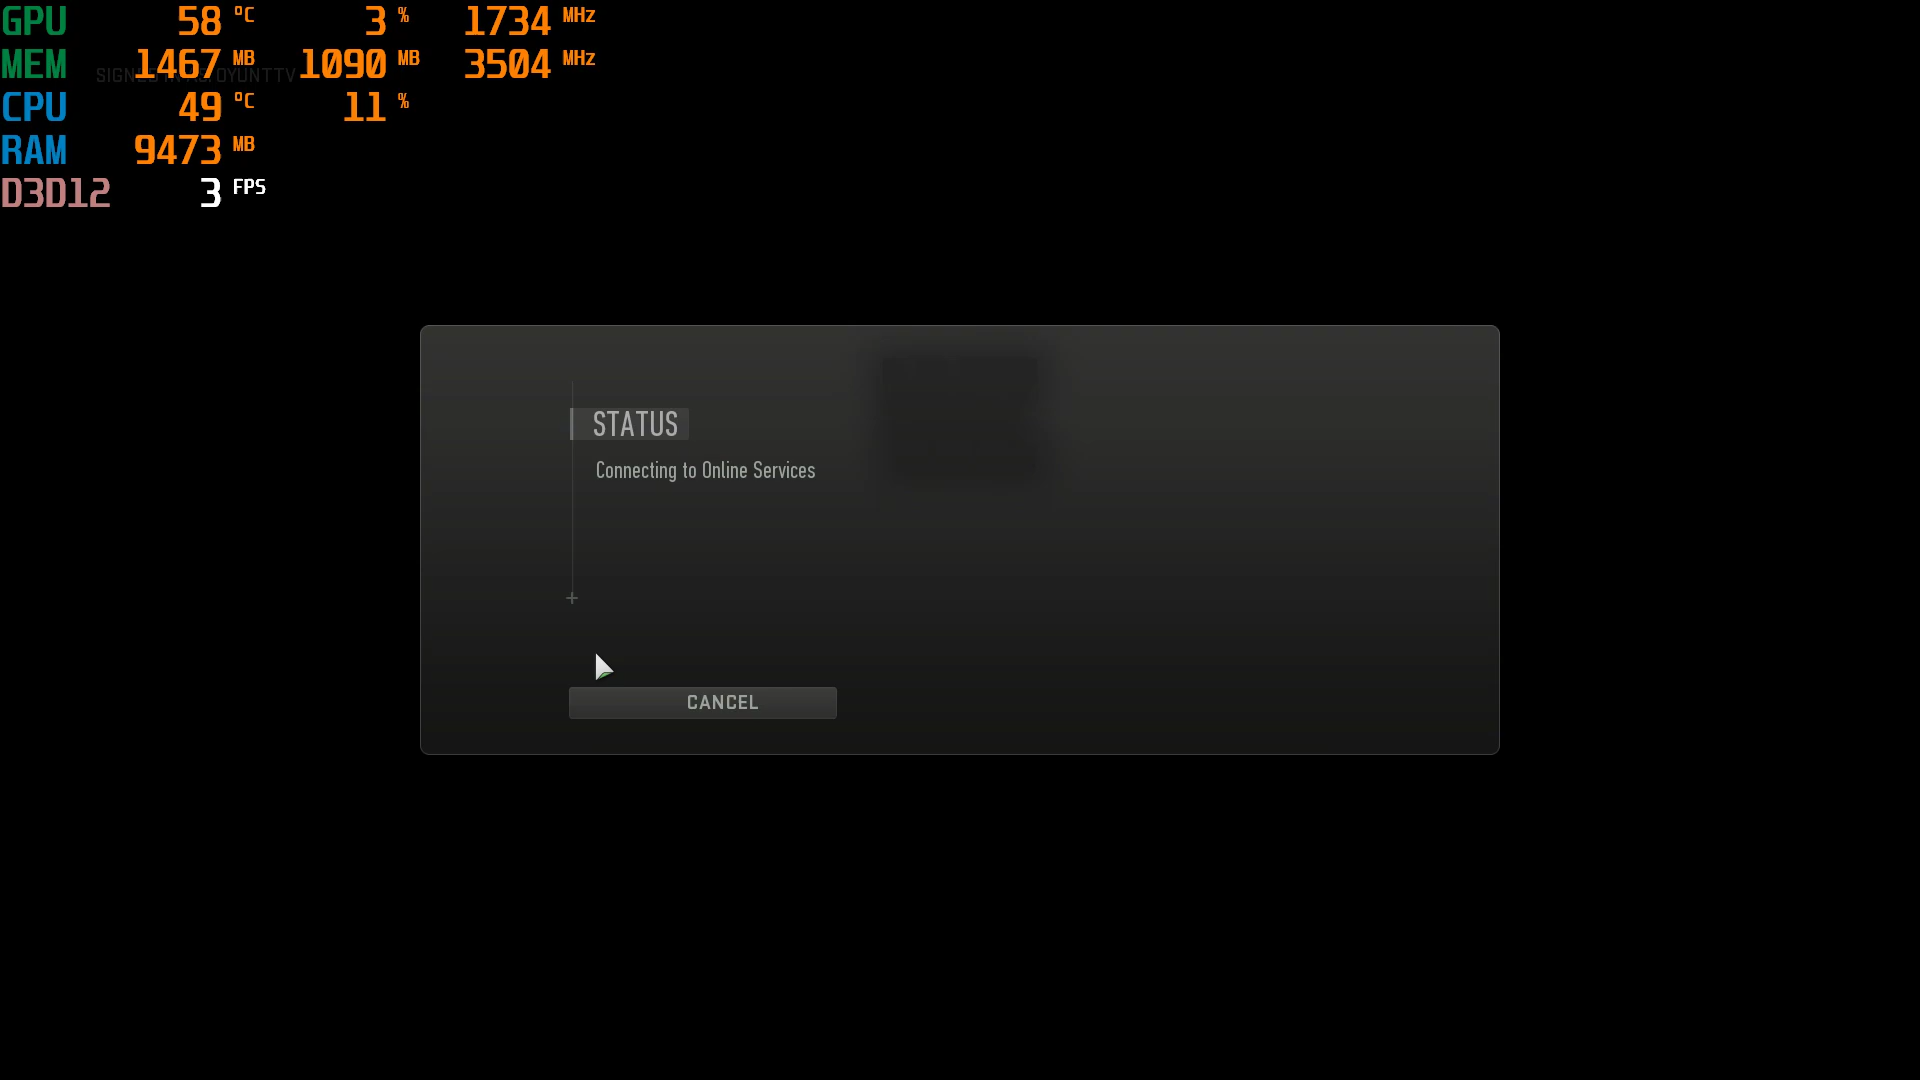 GPU 58 °C 3 % 1734 MHz
MEM 1467 MB 1090 MB 3504 MHz
CPU 49 °C 11 %
RAM 9473 MB
D3D12 3 FPS
STATUS
Connecting to Online Services
CANCEL